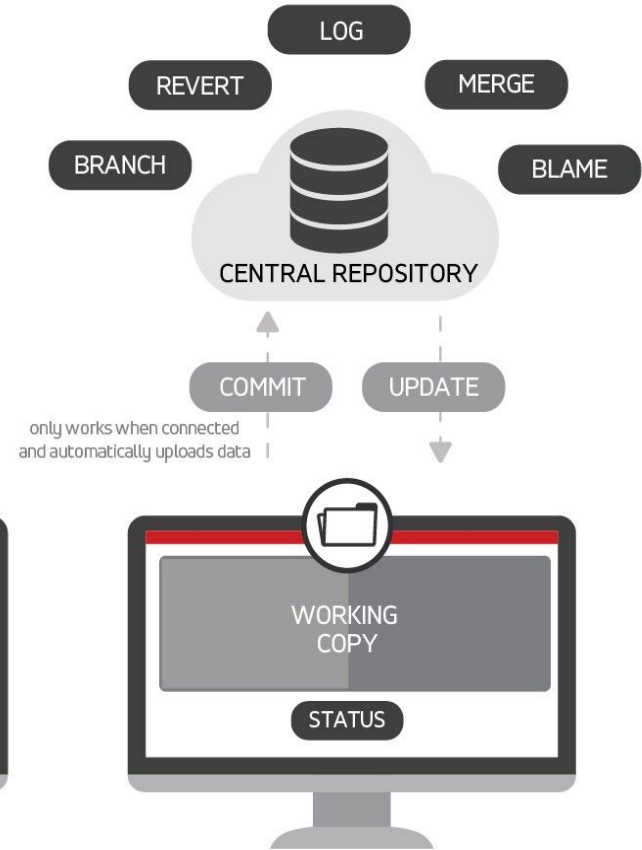 LOG
REVERT
MERGE
BRANCH
BLAME
CENTRAL REPOSITORY
COMMIT
UPDATE
only works when connected
and automatically uploads data
WORKING
COPY
STATUS